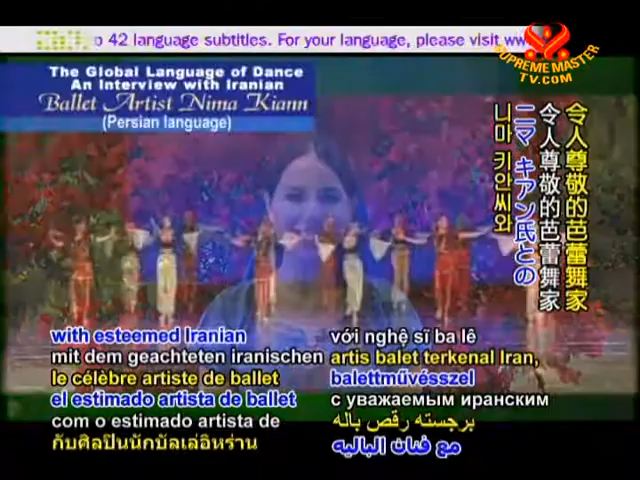 42 language subtitles. For your language, please visit
SUPREME MASTER
TV.COM
The Global Language of Dance
An Interview with Iranian
Ballet Artist Nima Kiann
(Persian language)
令人尊敬的芭蕾舞家
令人尊敬的芭蕾舞家
ニマ キアン氏との
니마 키안씨와
with esteemed Iranian
mit dem geachteten iranischen
le célèbre artiste de ballet
el estimado artista de ballet
com o estimado artista de
กับศิลปินนักบัลเล่อิหร่าน
với nghệ sĩ ba lê
artis balet terkenal Iran,
balettművésszel
с уважаемым иранским
برجسته رقص باله
مع فنان الباليه